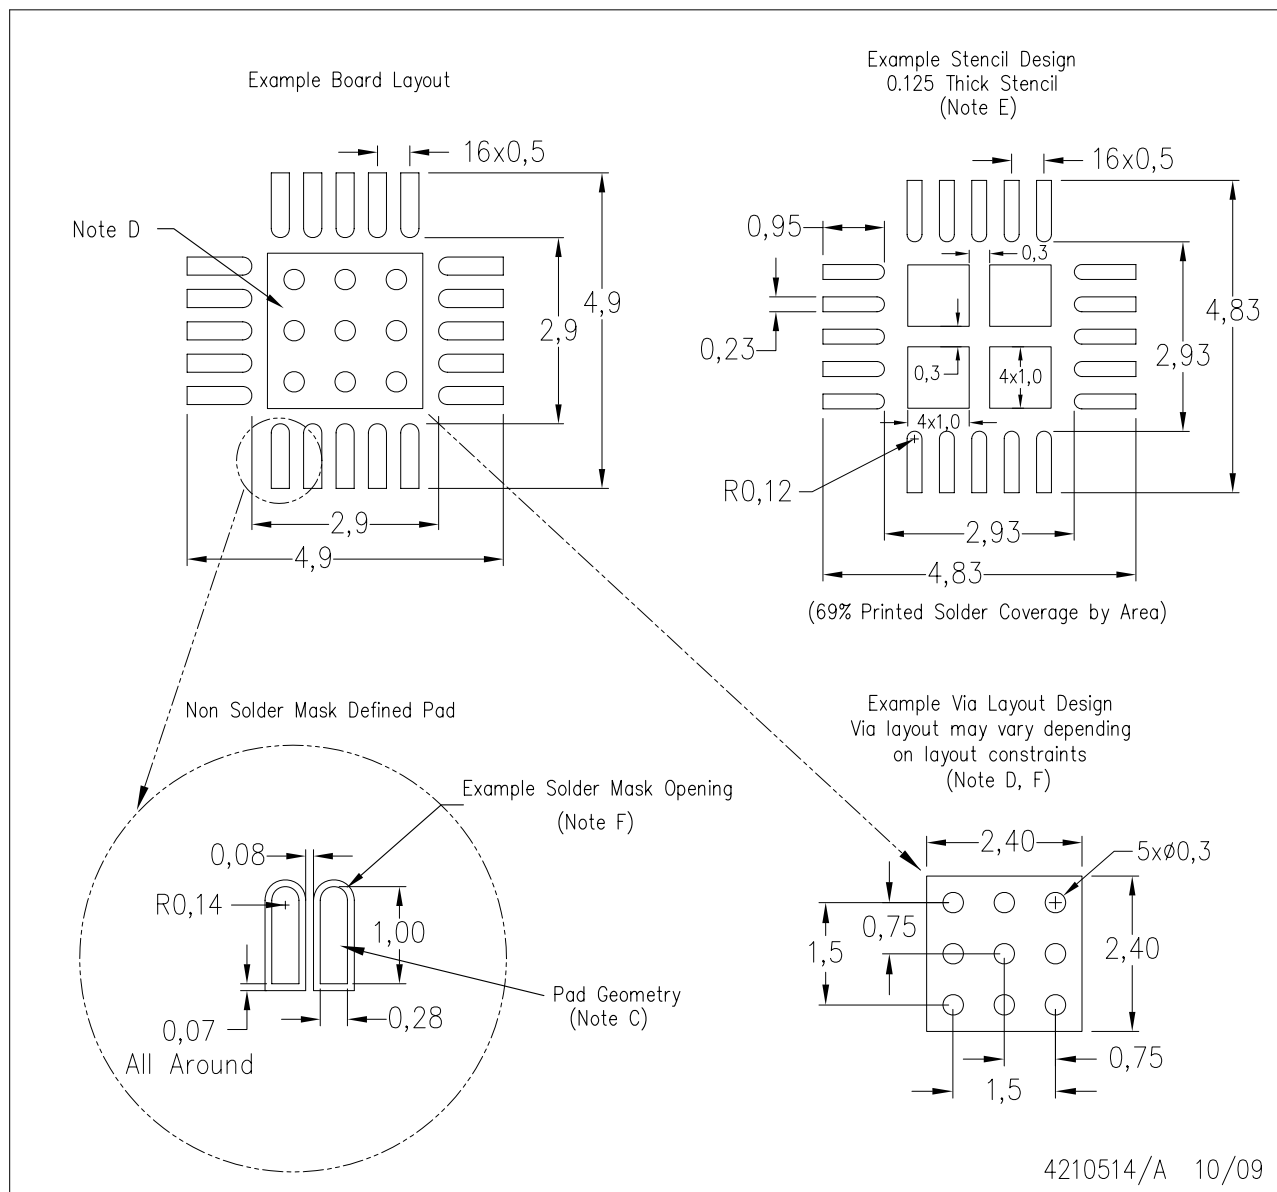 Example Board Layout
16x0,5
Note D
4,9
2,9
2,9
4,9
Example Stencil Design
0.125 Thick Stencil
(Note E)
16x0,5
0,95
0,3
4,83
0,23
2,93
0,3
4x1,0
4x1,0
R0,12
2,93
4,83
(69% Printed Solder Coverage by Area)
Non Solder Mask Defined Pad
Example Solder Mask Opening
(Note F)
0,08
R0,14
1,00
Pad Geometry
(Note C)
0,28
0,07
All Around
Example Via Layout Design
Via layout may vary depending
on layout constraints
(Note D, F)
2,40
5xø0,3
0,75
1,5
2,40
0,75
1,5
4210514/A 10/09